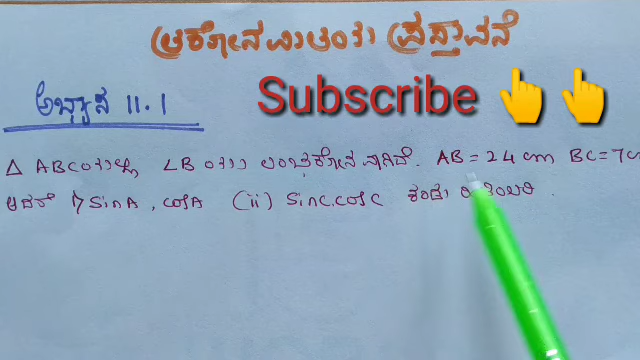 ತ್ರಿಕೋನಮಿತಿಯ ಪ್ರಸ್ತಾವನೆ
Subscribe
ಅಭ್ಯಾಸ 11.1
Δ ABCಯಲ್ಲಿ ∠B ಯು ಲಂಬಕೋನವಾಗಿದೆ. AB = 24 cm BC = 7c
ಆದರೆ i) SinA, cosA (ii) SinC. cosC